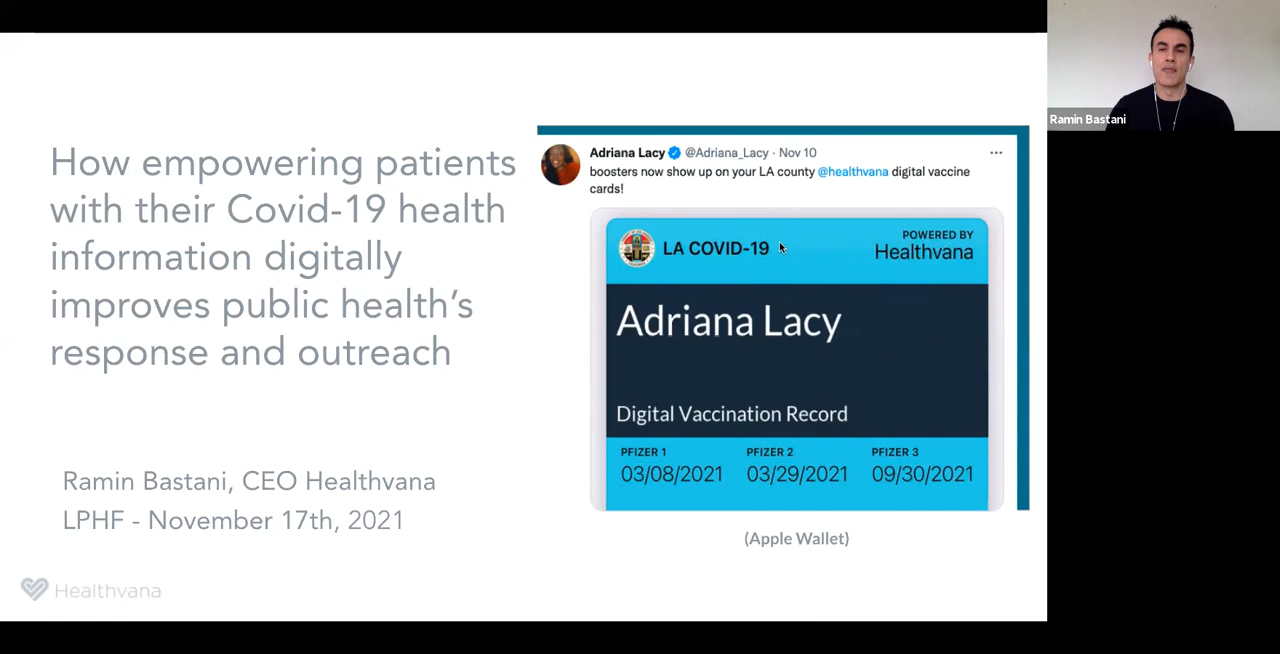 How empowering patients
with their Covid-19 health
information digitally
improves public health's
response and outreach
Ramin Bastani, CEO Healthvana
LPHF - November 17th, 2021
Healthvana
Adriana Lacy @Adriana_Lacy · Nov 10
boosters now show up on your LA county @healthvana digital vaccine
cards!
LA COVID-19
POWERED BY
Healthvana
Adriana Lacy
Digital Vaccination Record
PFIZER 1 PFIZER 2 PFIZER 3
03/08/2021 03/29/2021 09/30/2021
(Apple Wallet)
Ramin Bastani